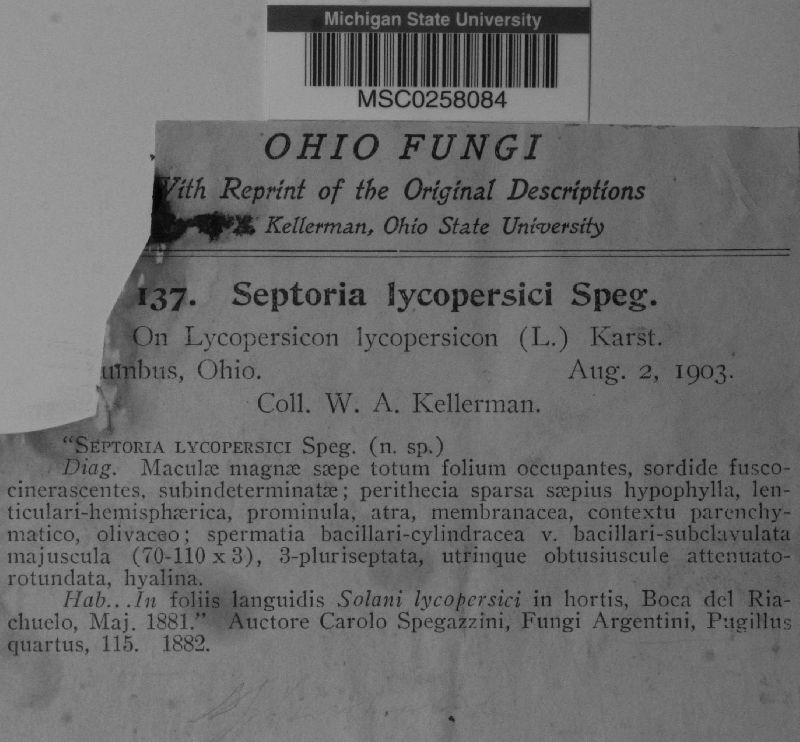 Michigan State University
MSC0258084
OHIO FUNGI
With Reprint of the Original Descriptions
Kellerman, Ohio State University
137. Septoria lycopersici Speg.
On Lycopersicon lycopersicon (L.) Karst.
umbus, Ohio. Aug. 2, 1903.
Coll. W. A. Kellerman.
"SEPTORIA LYCOPERSICI Speg. (n. sp.)
Diag. Maculæ magnæ sæpe totum folium occupantes, sordide fusco-
cinerascentes, subindeterminatæ; perithecia sparsa sæpius hypophylla, len-
ticulari-hemisphærica, prominula, atra, membranacea, contextu parenchy-
matico, olivaceo; spermatia bacillari-cylindracea v. bacillari-subclavulata
majuscula (70-110 x 3), 3-pluriseptata, utrinque obtusiuscule attenuato-
rotundata, hyalina.
Hab...In foliis languidis Solani lycopersici in hortis, Boca del Ria-
chuelo, Maj. 1881." Auctore Carolo Spegazzini, Fungi Argentini, Pugillus
quartus, 115. 1882.